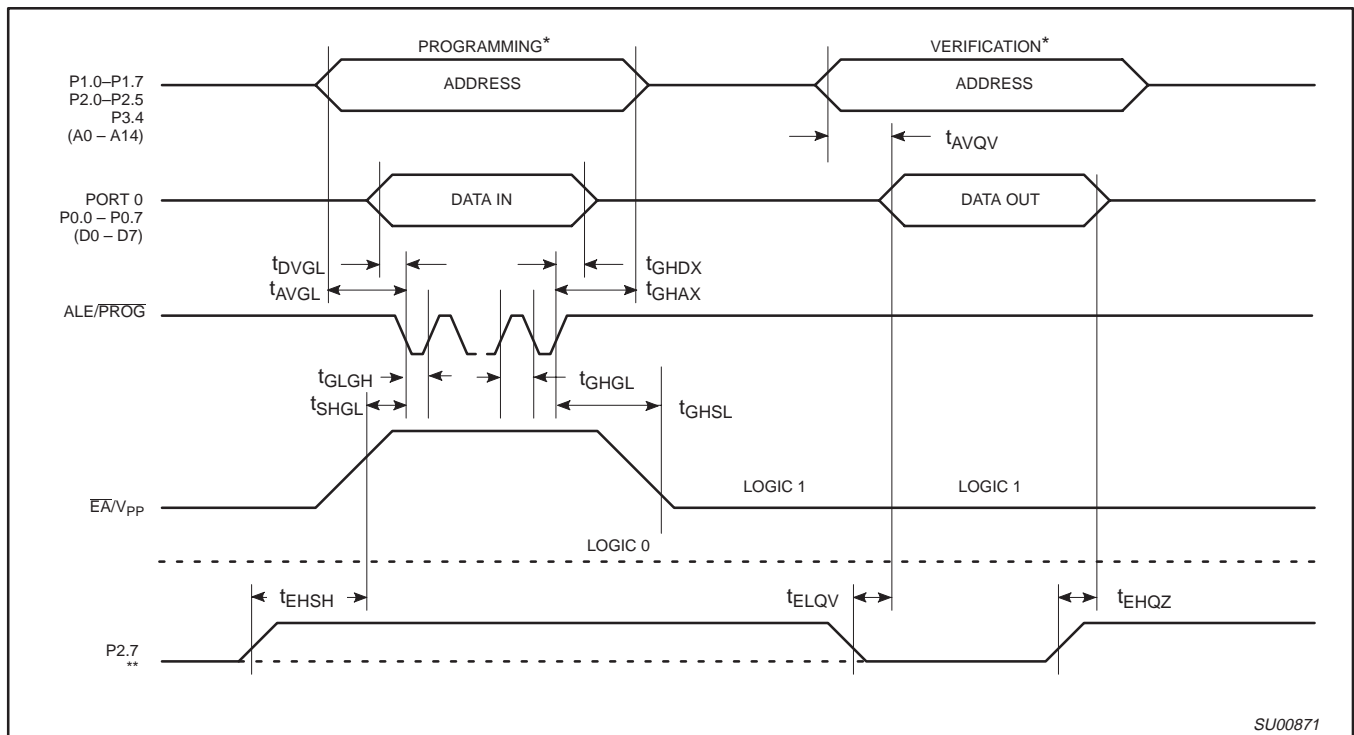 PROGRAMMING*
VERIFICATION*
P1.0–P1.7
P2.0–P2.5
P3.4
(A0 – A14)
ADDRESS
ADDRESS
tAVQV
PORT 0
P0.0 – P0.7
(D0 – D7)
DATA IN
DATA OUT
tDVGL
tGHDX
tAVGL
tGHAX
ALE/PROG
tGLGH
tGHGL
tSHGL
tGHSL
LOGIC 1
LOGIC 1
EA/VPP
LOGIC 0
tEHSH
tELQV
tEHQZ
P2.7
**
SU00871